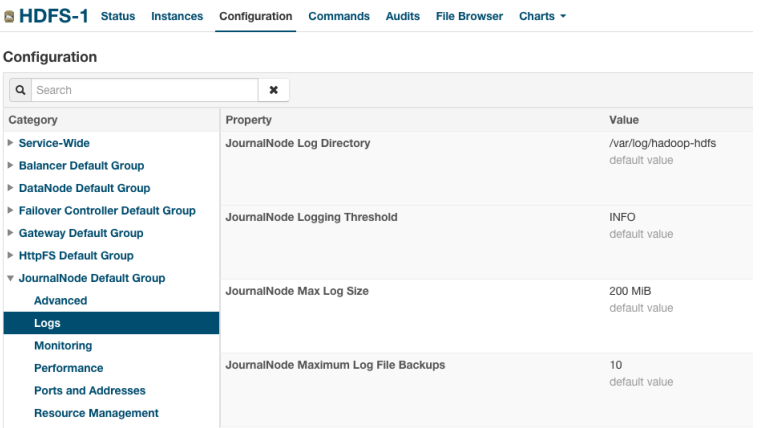 HDFS-1 Status Instances Configuration Commands Audits File Browser Charts
Configuration
Search
Category Property Value
Service-Wide
Balancer Default Group
DataNode Default Group
Failover Controller Default Group
Gateway Default Group
HttpFS Default Group
JournalNode Default Group
Advanced
Logs
Monitoring
Performance
Ports and Addresses
Resource Management
JournalNode Log Directory /var/log/hadoop-hdfs
default value
JournalNode Logging Threshold INFO
default value
JournalNode Max Log Size 200 MiB
default value
JournalNode Maximum Log File Backups 10
default value